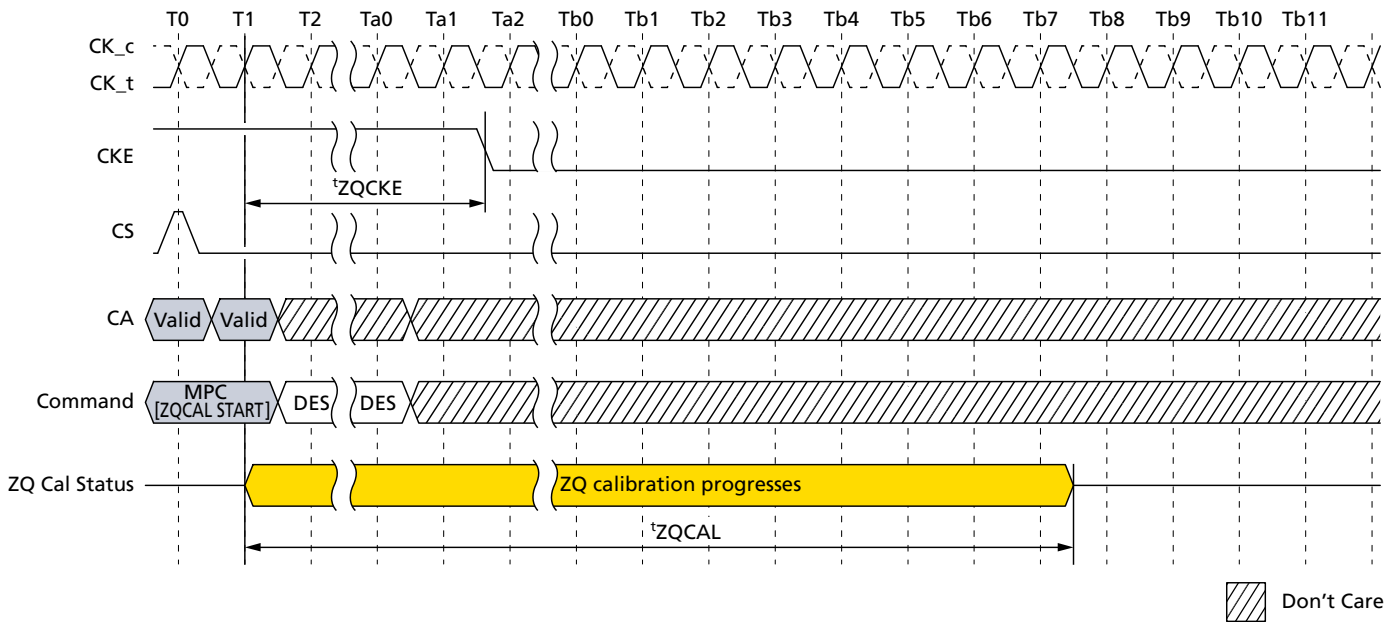 T0 T1 T2 Ta0 Ta1 Ta2 Tb0 Tb1 Tb2 Tb3 Tb4 Tb5 Tb6 Tb7 Tb8 Tb9 Tb10 Tb11
CK_c
CK_t
CKE
tZQCKE
CS
CA Valid Valid
Command MPC [ZQCAL START] DES DES
ZQ Cal Status ZQ calibration progresses
tZQCAL
Don't Care